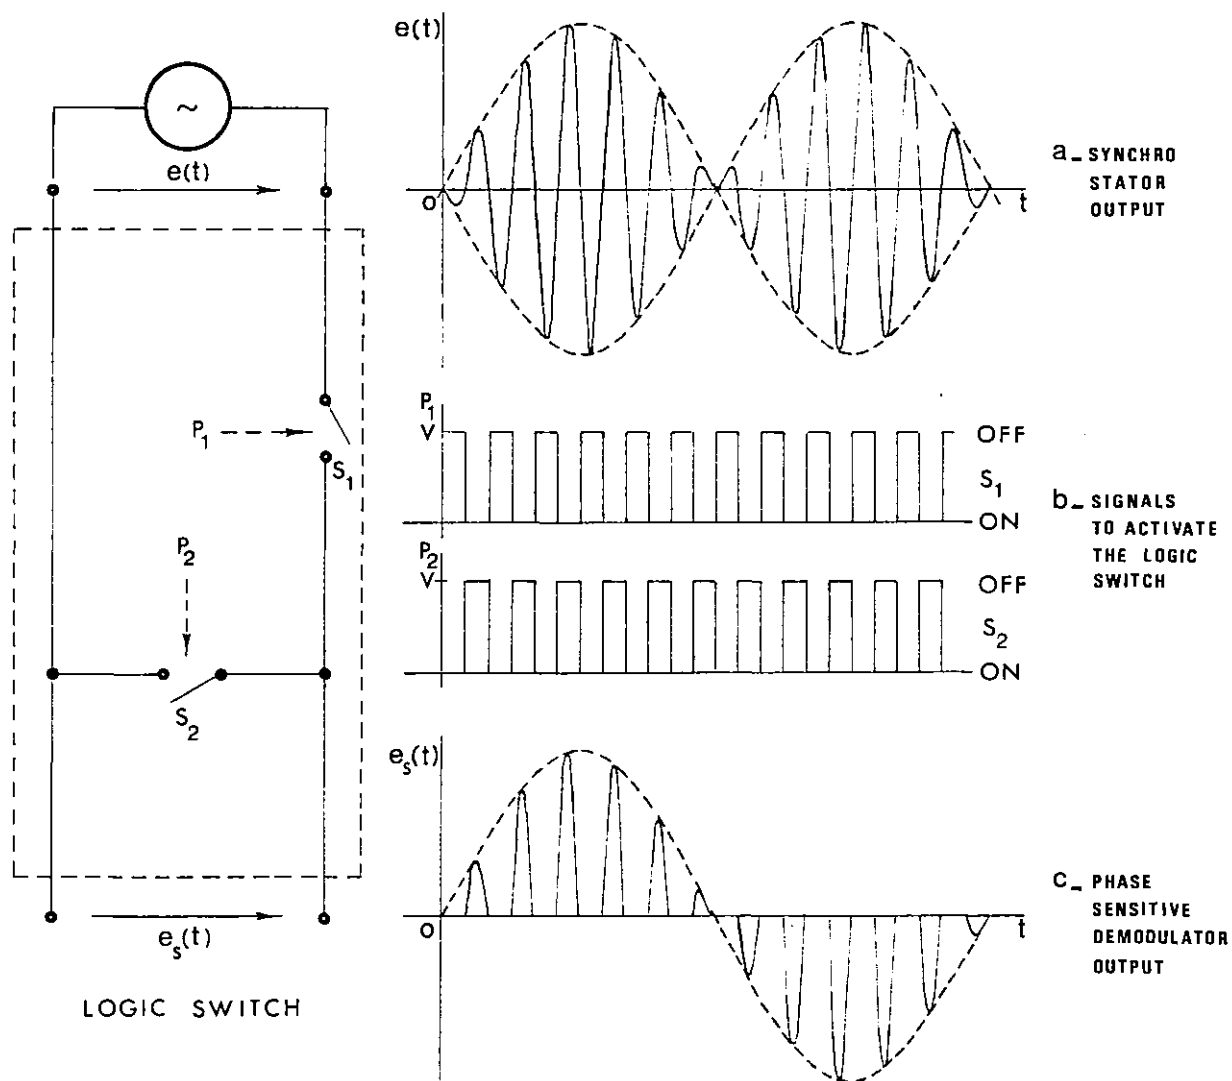 ~
e(t)
P₁
S₁
P₂
S₂
eₛ(t)
LOGIC SWITCH
e(t)
o
t
a_ SYNCHRO
STATOR
OUTPUT
P₁
V
OFF
S₁
ON
P₂
V
OFF
S₂
ON
b_ SIGNALS
TO ACTIVATE
THE LOGIC
SWITCH
eₛ(t)
o
t
c_ PHASE
SENSITIVE
DEMODULATOR
OUTPUT